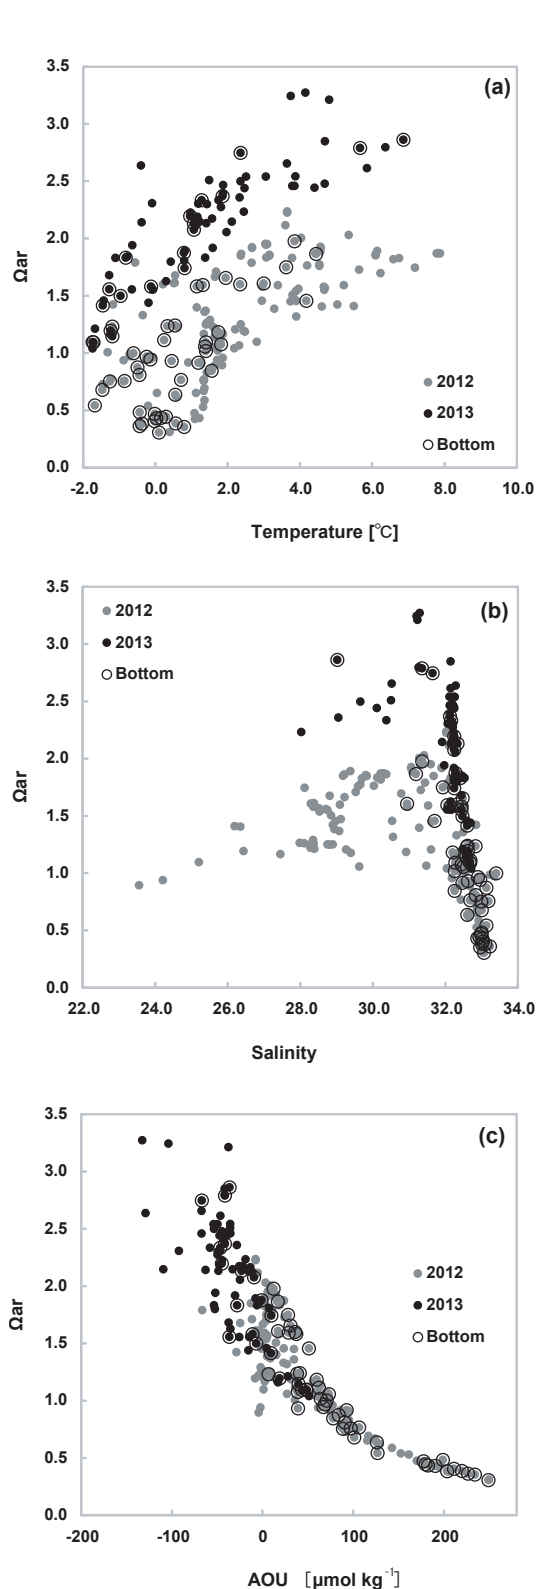 3.5
(a)
3.0
2.5
2.0
Ωar
1.5
1.0
2012
0.5
2013
Bottom
0.0
-2.0 0.0 2.0 4.0 6.0 8.0 10.0
Temperature [℃]
3.5
2012
(b)
3.0
2013
Bottom
2.5
2.0
Ωar
1.5
1.0
0.5
0.0
22.0 24.0 26.0 28.0 30.0 32.0 34.0
Salinity
3.5
(c)
3.0
2.5
2012
2.0
2013
Ωar
Bottom
1.5
1.0
0.5
0.0
-200 -100 0 100 200
AOU [µmol kg⁻¹]